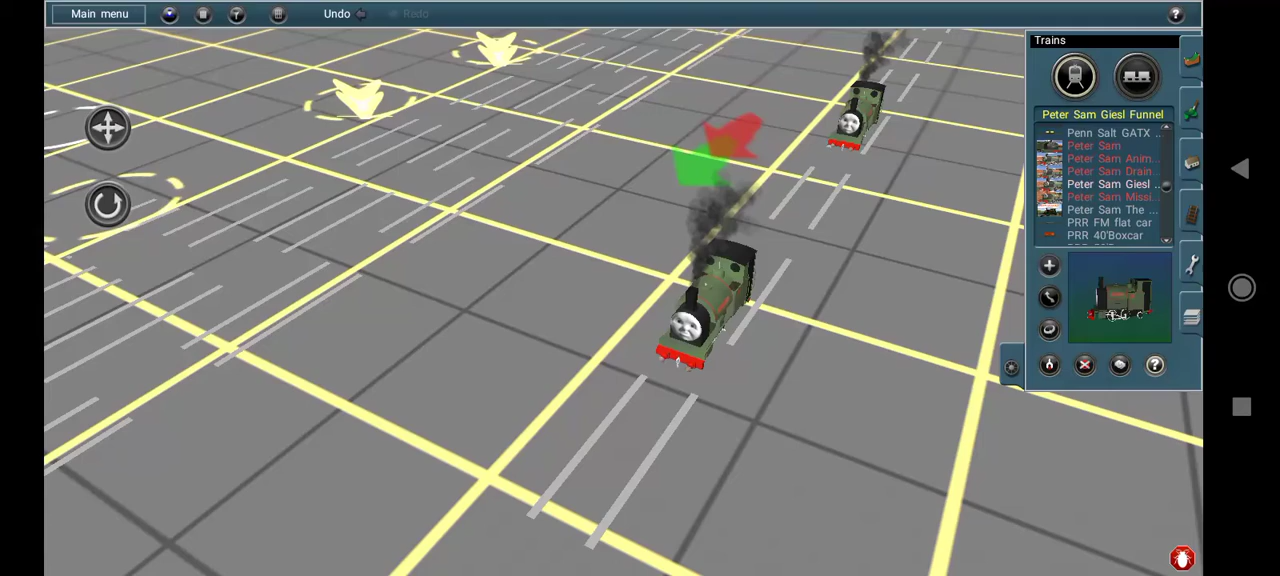 Main menu
Undo
Redo
?
Trains
Peter Sam Giesl Funnel
Penn Salt GATX ...
Peter Sam
Peter Sam Anim...
Peter Sam Drain...
Peter Sam Giesl ...
Peter Sam Missi...
Peter Sam The ...
PRR FM flat car
PRR 40'Boxcar
?